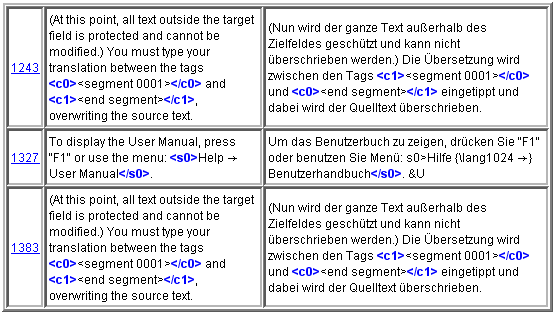 1243
(At this point, all text outside the target
field is protected and cannot be
modified.) You must type your
translation between the tags
<c0><segment 0001></c0> and
<c1><end segment></c1>,
overwriting the source text.
(Nun wird der ganze Text außerhalb des
Zielfeldes geschützt und kann nicht
überschrieben werden.) Die Übersetzung wird
zwischen den Tags <c1><segment 0001></c0>
und <c0><end segment></c1> eingetippt und
dabei wird der Quelltext überschrieben.
1327
To display the User Manual, press
"F1" or use the menu: <s0>Help →
User Manual</s0>.
Um das Benutzerbuch zu zeigen, drücken Sie "F1"
oder benutzen Sie Menü: s0>Hilfe {\lang1024 →}
Benutzerhandbuch</s0>. &U
1383
(At this point, all text outside the target
field is protected and cannot be
modified.) You must type your
translation between the tags
<c0><segment 0001></c0> and
<c1><end segment></c1>,
overwriting the source text.
(Nun wird der ganze Text außerhalb des
Zielfeldes geschützt und kann nicht
überschrieben werden.) Die Übersetzung wird
zwischen den Tags <c1><segment 0001></c0>
und <c0><end segment></c1> eingetippt und
dabei wird der Quelltext überschrieben.